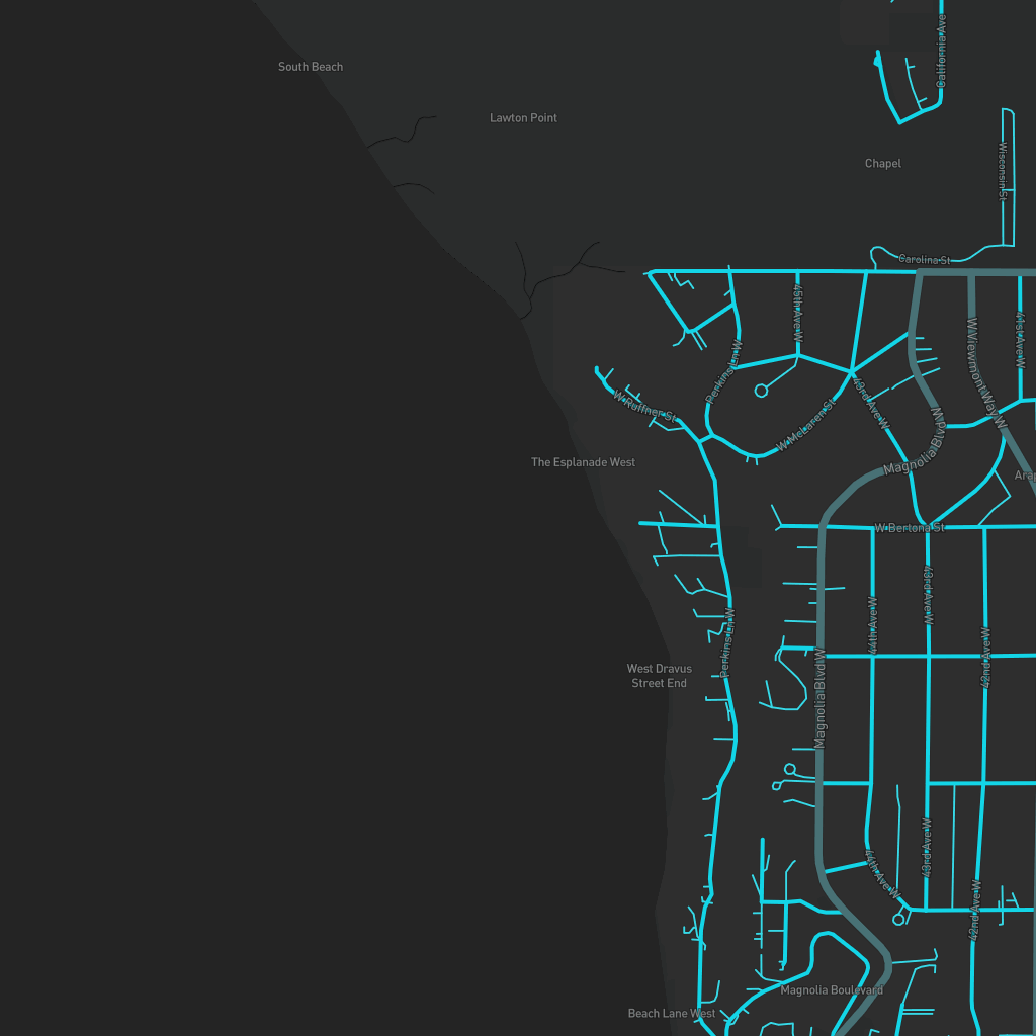 California Ave
South Beach
Lawton Point
Chapel
Wisconsin St
Carolina St
45th Ave W
41st Ave W
W Viewmont Way W
Perkins Ln W
43rd Ave W
W Ruffner St
W McLaren St
Magnolia Blvd W
The Esplanade West
Arap
W Bertona St
43rd Ave W
44th Ave W
Perkins Ln W
42nd Ave W
West Dravus
Street End
Magnolia Blvd W
43rd Ave W
44th Ave W
42nd Ave W
Magnolia Boulevard
Beach Lane West